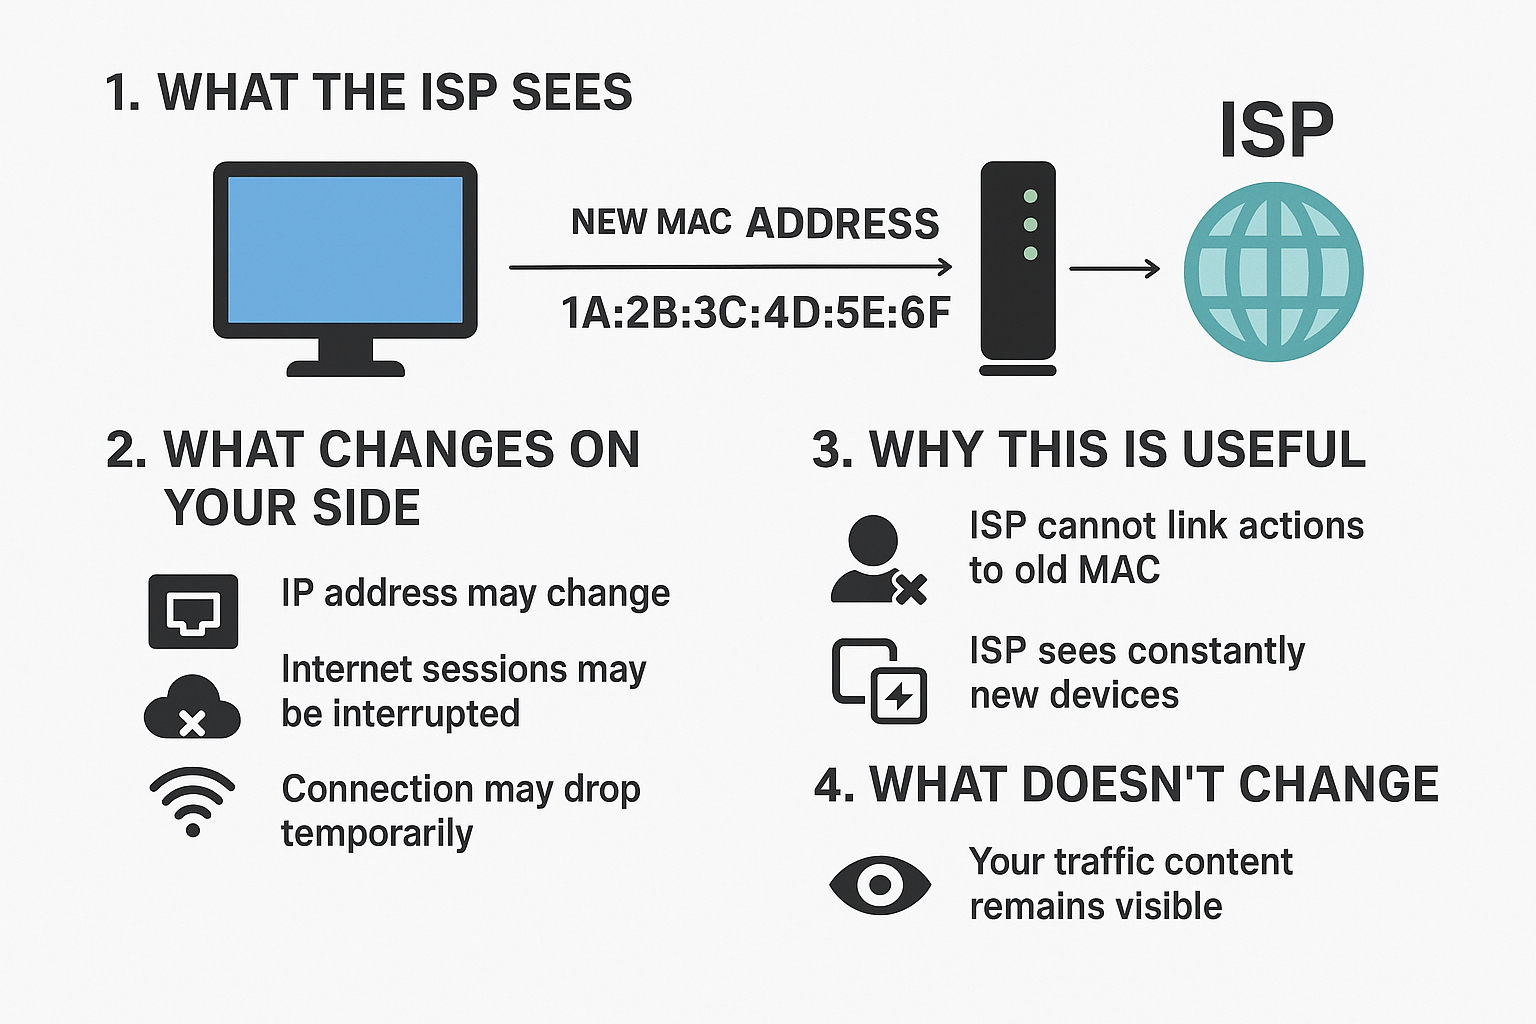 1. WHAT THE ISP SEES
ISP
NEW MAC ADDRESS
1A:2B:3C:4D:5E:6F
2. WHAT CHANGES ON
YOUR SIDE
IP address may change
Internet sessions may
be interrupted
Connection may drop
temporarily
3. WHY THIS IS USEFUL
ISP cannot link actions
to old MAC
ISP sees constantly
new devices
4. WHAT DOESN'T CHANGE
Your traffic content
remains visible